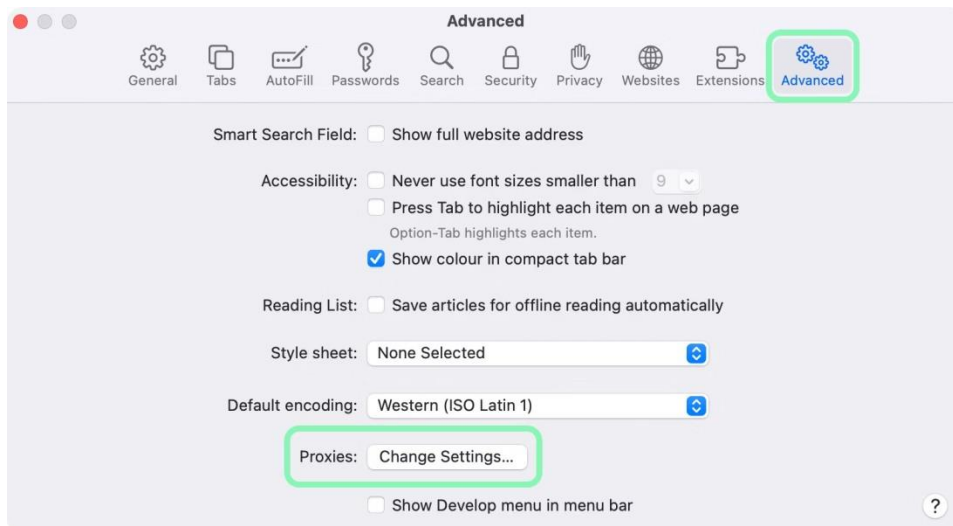 Advanced
General Tabs AutoFill Passwords Search Security Privacy Websites Extensions Advanced
Smart Search Field: Show full website address
Accessibility: Never use font sizes smaller than 9
Press Tab to highlight each item on a web page
Option-Tab highlights each item.
Show colour in compact tab bar
Reading List: Save articles for offline reading automatically
Style sheet: None Selected
Default encoding: Western (ISO Latin 1)
Proxies: Change Settings...
Show Develop menu in menu bar
?